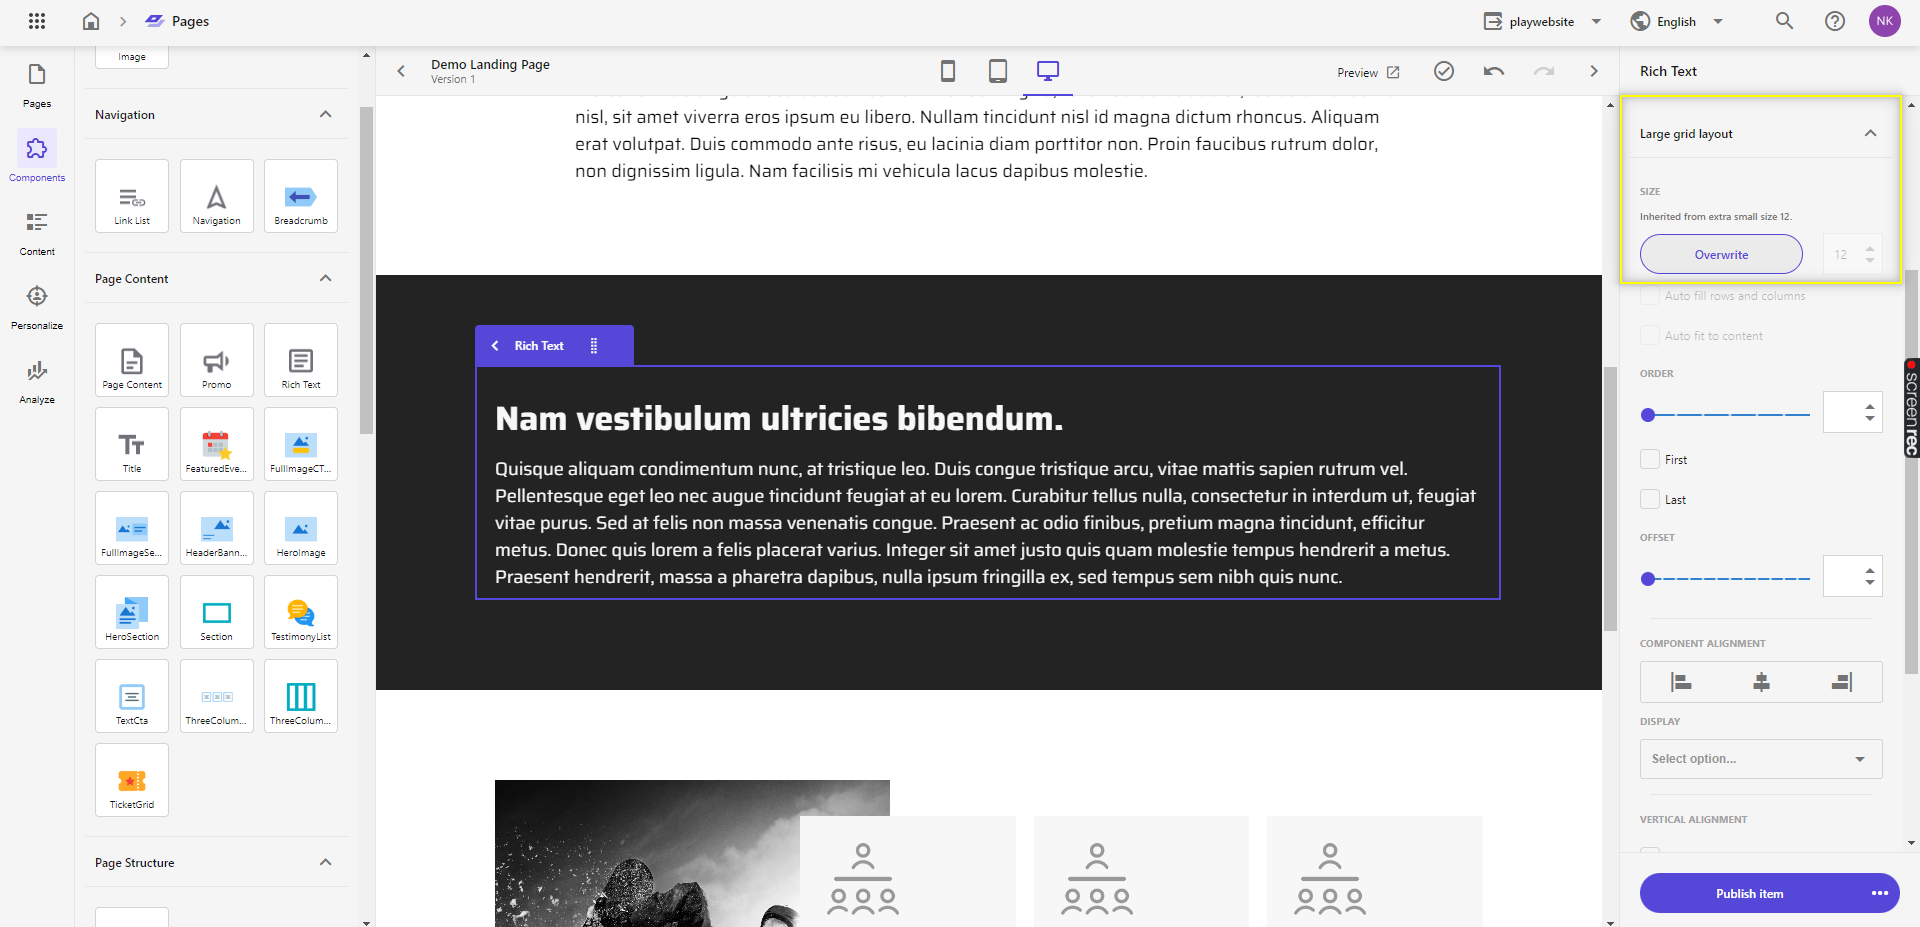 Pages
playwebsite
English
NK
Pages
Components
Content
Personalize
Analyze
Image
Navigation
Link List
Navigation
Breadcrumb
Page Content
Page Content
Promo
Rich Text
Title
FeaturedEve...
FullImageCT...
FullImageSe...
HeaderBann...
HeroImage
HeroSection
Section
TestimonyList
TextCta
ThreeColum...
ThreeColum...
TicketGrid
Page Structure
Demo Landing Page
Version 1
Preview
nisl, sit amet viverra eros ipsum eu libero. Nullam tincidunt nisl id magna dictum rhoncus. Aliquam
erat volutpat. Duis commodo ante risus, eu lacinia diam porttitor non. Proin faucibus rutrum dolor,
non dignissim ligula. Nam facilisis mi vehicula lacus dapibus molestie.
Rich Text
Nam vestibulum ultricies bibendum.
Quisque aliquam condimentum nunc, at tristique leo. Duis congue tristique arcu, vitae mattis sapien rutrum vel.
Pellentesque eget leo nec augue tincidunt feugiat at eu lorem. Curabitur tellus nulla, consectetur in interdum ut, feugiat
vitae purus. Sed at felis non massa venenatis congue. Praesent ac odio finibus, pretium magna tincidunt, efficitur
metus. Donec quis lorem a felis placerat varius. Integer sit amet justo quis quam molestie tempus hendrerit a metus.
Praesent hendrerit, massa a pharetra dapibus, nulla ipsum fringilla ex, sed tempus sem nibh quis nunc.
Rich Text
Large grid layout
SIZE
Inherited from extra small size 12.
Overwrite
12
Auto fill rows and columns
Auto fit to content
ORDER
First
Last
OFFSET
COMPONENT ALIGNMENT
DISPLAY
Select option...
VERTICAL ALIGNMENT
Publish item
screenrec